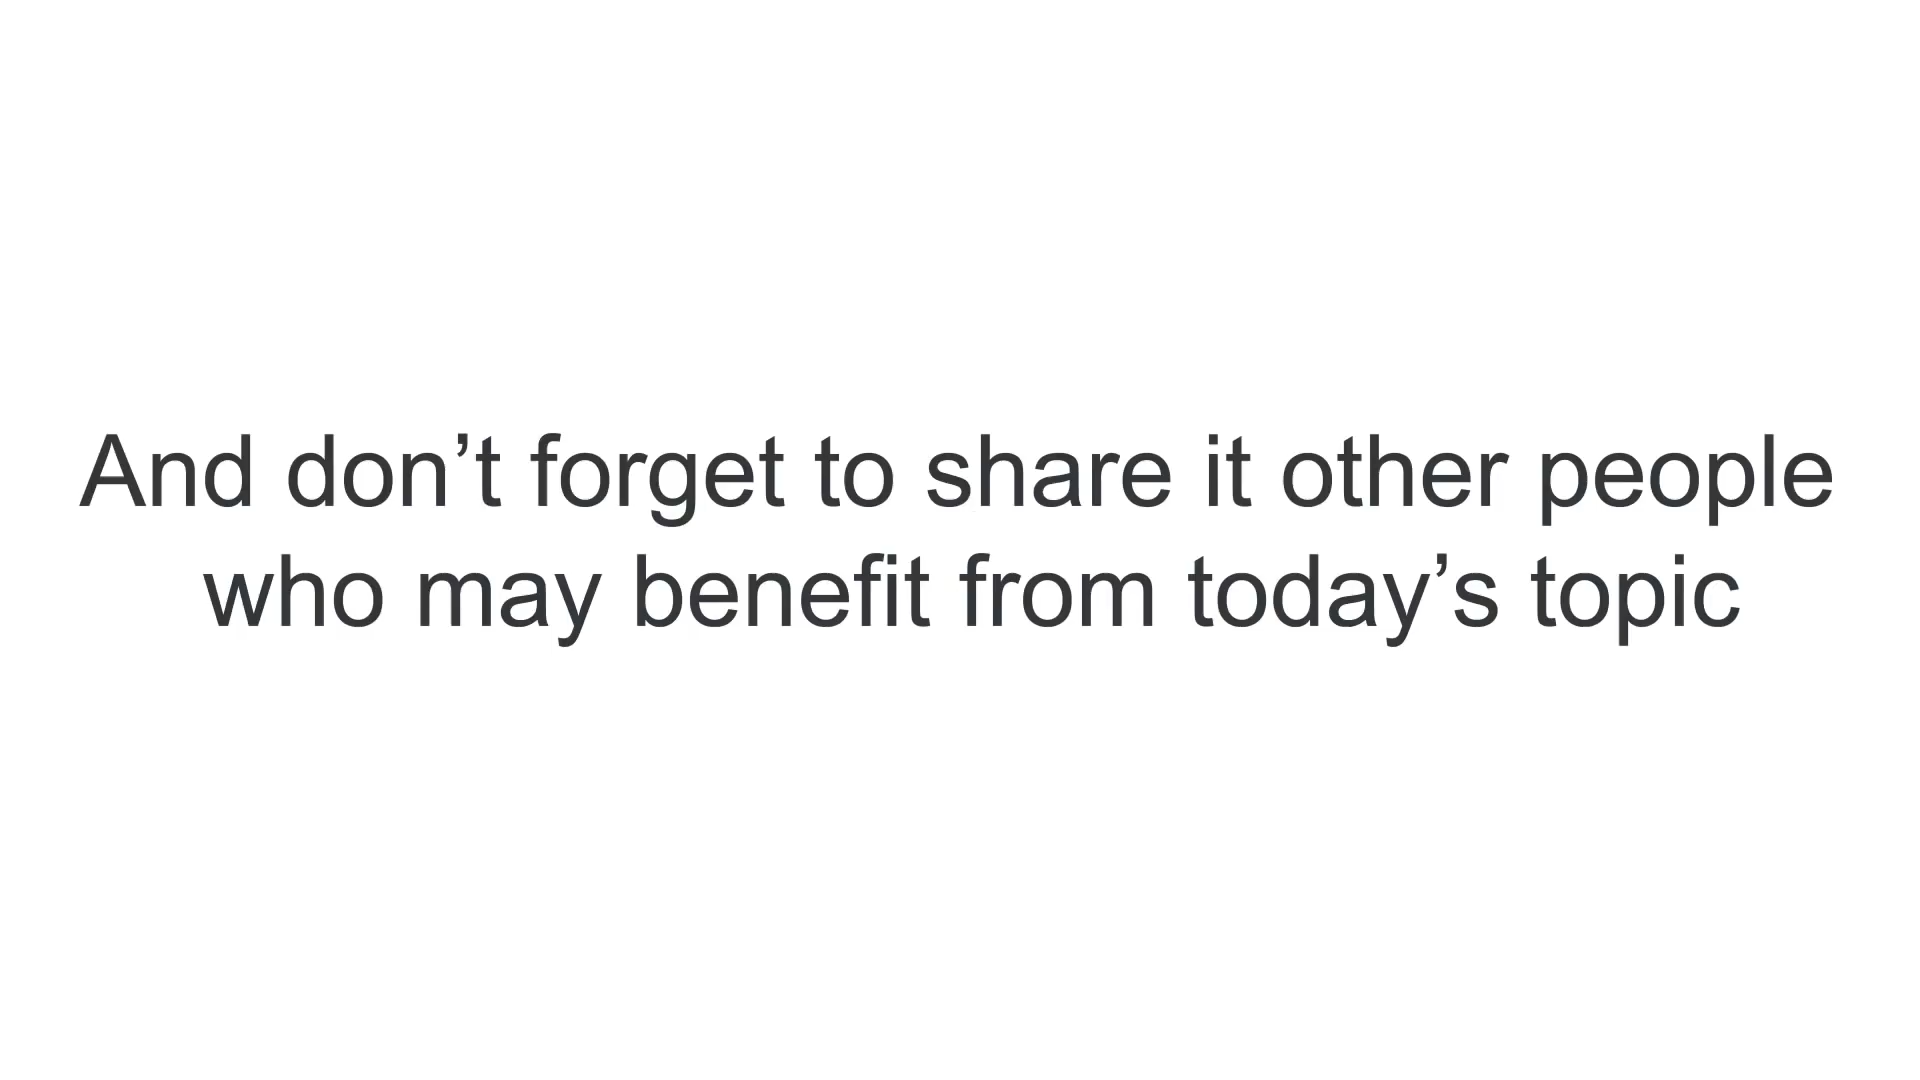 And don’t forget to share it other people
who may benefit from today’s topic